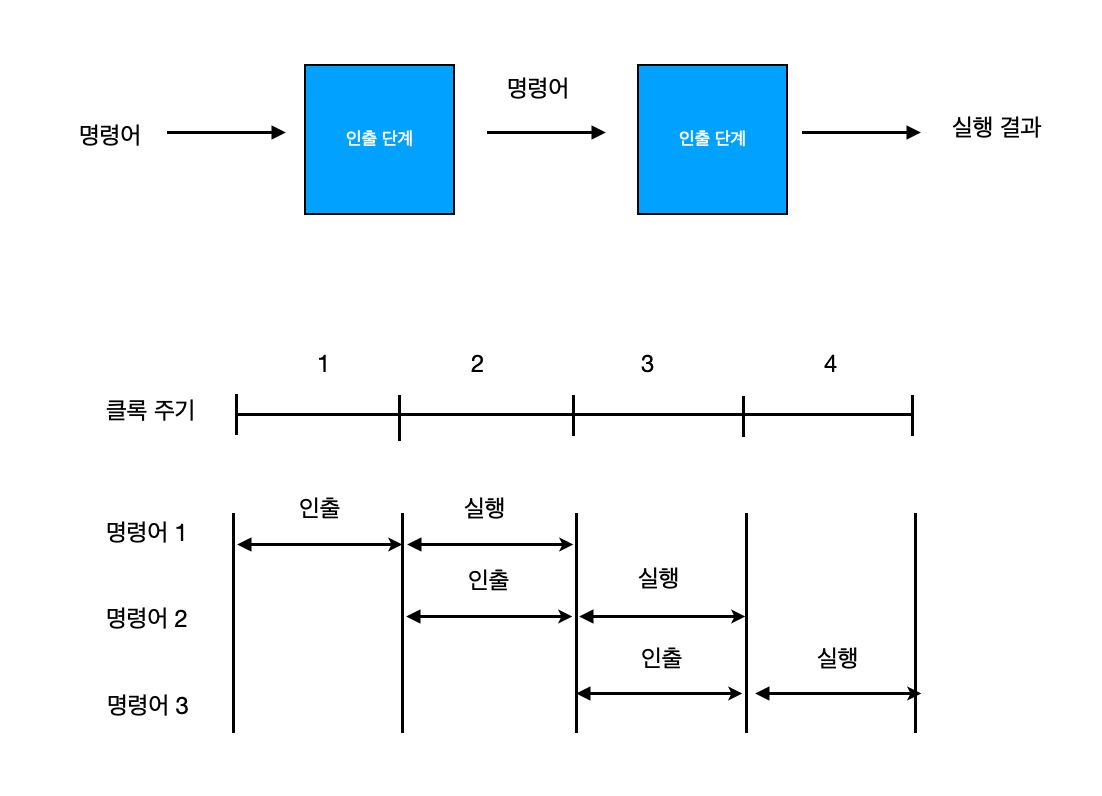 명령어
인출 단계
명령어
인출 단계
실행 결과
1
2
3
4
클록 주기
인출
실행
명령어 1
인출
실행
명령어 2
인출
실행
명령어 3